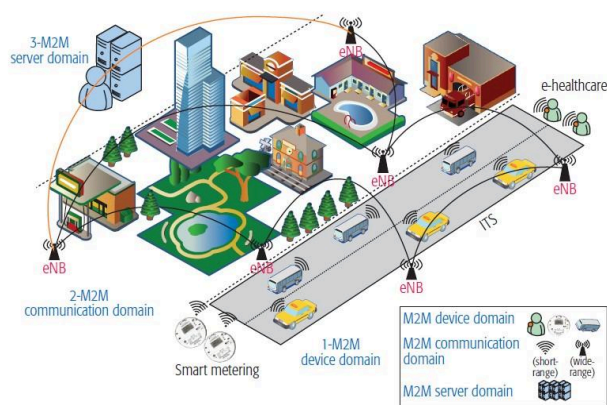 3-M2M
server domain
eNB
e-healthcare
eNB
eNB
ITS
eNB
eNB
eNB
2-M2M
communication domain
1-M2M
device domain
Smart metering
M2M device domain
M2M communication
domain
(short-
range)
(wide-
range)
M2M server domain